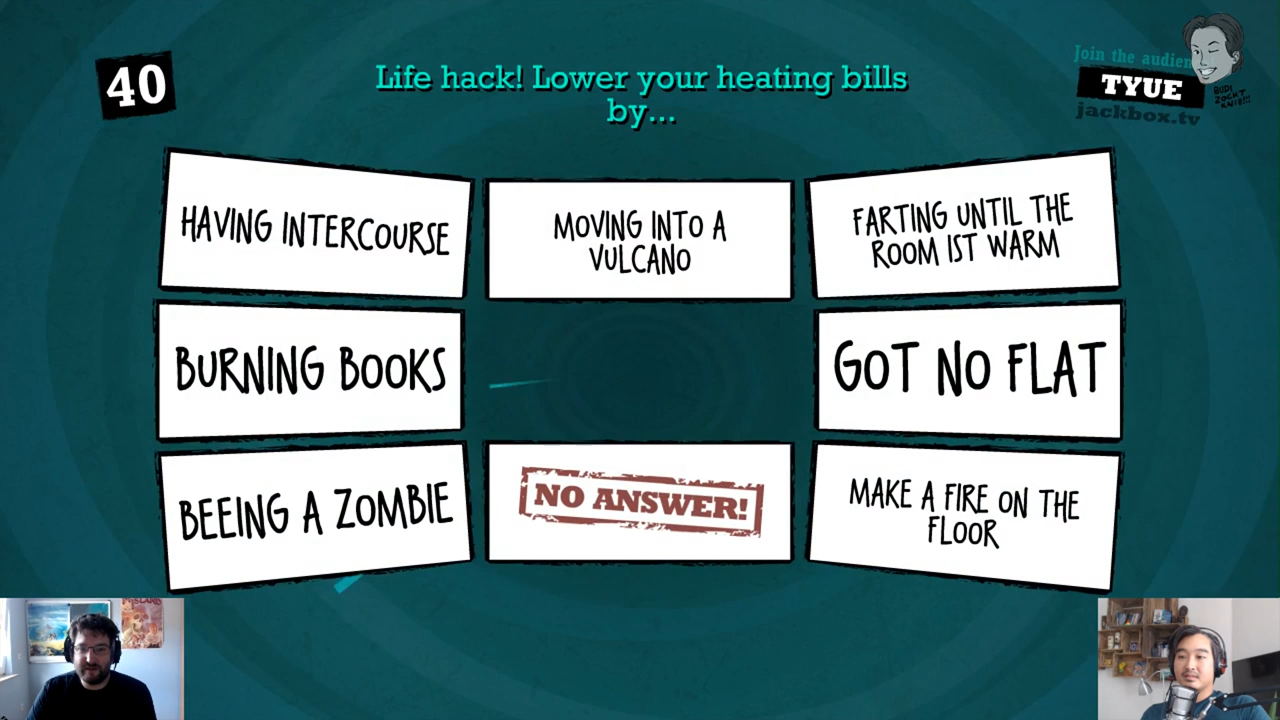 40
Life hack! Lower your heating bills
by...
Join the audien
TYUE
jackbox.tv
BUDI
ZOCKT
HAVING INTERCOURSE
MOVING INTO A
VULCANO
FARTING UNTIL THE
ROOM IST WARM
BURNING BOOKS
GOT NO FLAT
BEEING A ZOMBIE
NO ANSWER!
MAKE A FIRE ON THE
FLOOR